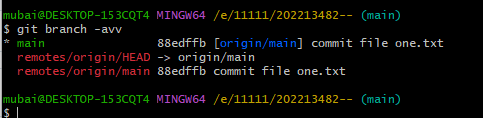 mubai@DESKTOP-153CQT4 MINGW64 /e/11111/202213482-- (main)
$ git branch -avv
* main 88edffb [origin/main] commit file one.txt
remotes/origin/HEAD -> origin/main
remotes/origin/main 88edffb commit file one.txt
mubai@DESKTOP-153CQT4 MINGW64 /e/11111/202213482-- (main)
$